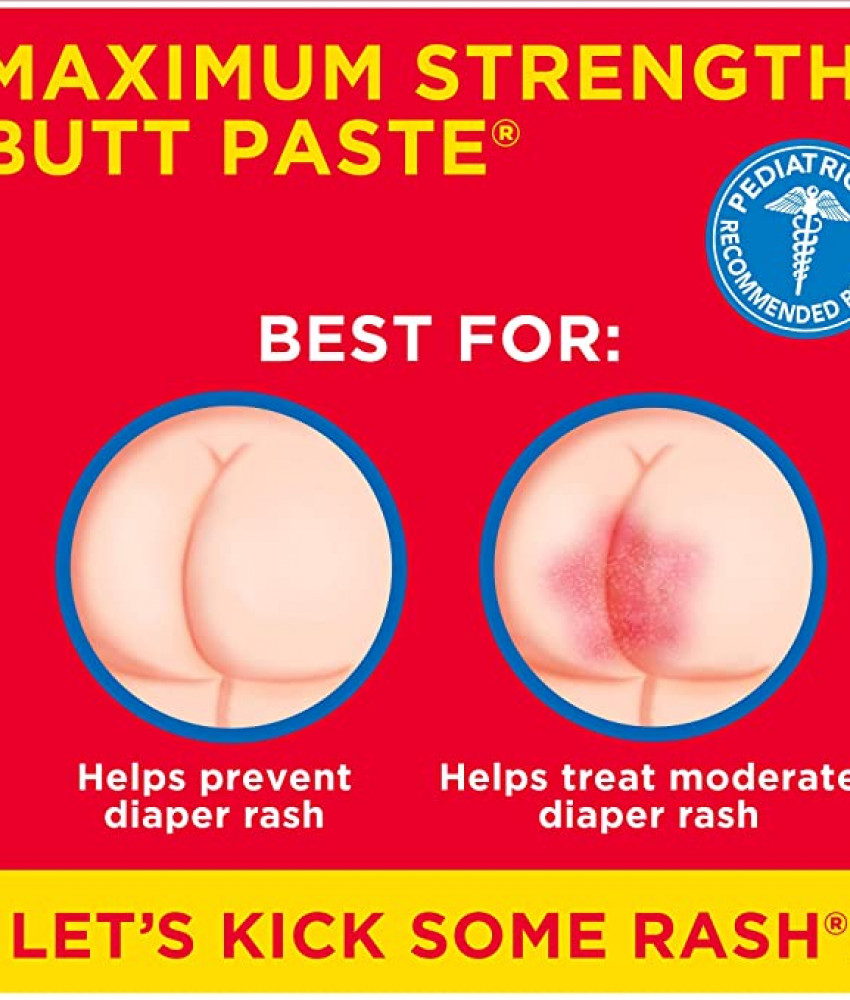 MAXIMUM STRENGTH
BUTT PASTE®
PEDIATRIC
RECOMMENDED
BEST FOR:
Helps prevent
diaper rash
Helps treat moderate
diaper rash
LET'S KICK SOME RASH®